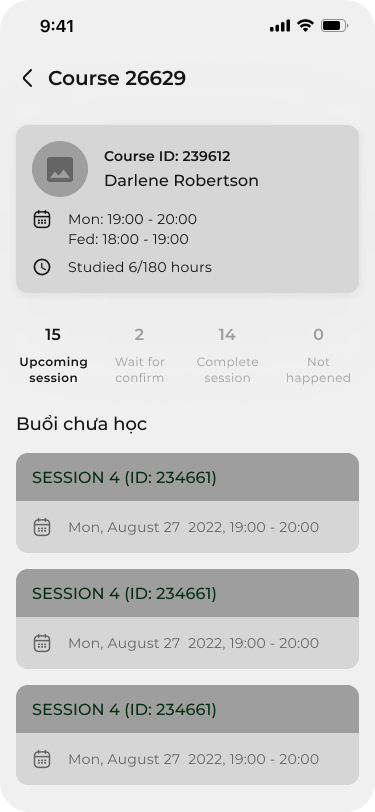 9:41
Course 26629
Course ID: 239612
Darlene Robertson
Mon: 19:00 - 20:00
Fed: 18:00 - 19:00
Studied 6/180 hours
15 2 14 0
Upcoming session Wait for confirm Complete session Not happened
Buổi chưa học
SESSION 4 (ID: 234661)
Mon, August 27  2022, 19:00 - 20:00
SESSION 4 (ID: 234661)
Mon, August 27  2022, 19:00 - 20:00
SESSION 4 (ID: 234661)
Mon, August 27  2022, 19:00 - 20:00